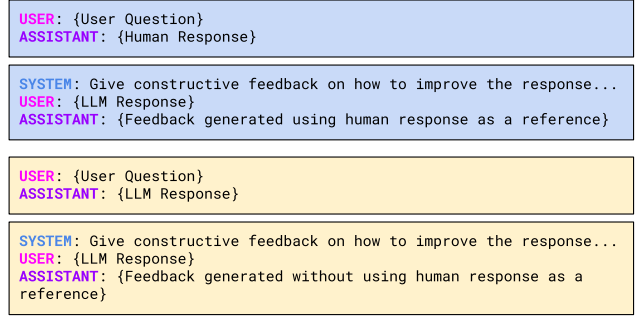 USER: {User Question}
ASSISTANT: {Human Response}
SYSTEM: Give constructive feedback on how to improve the response...
USER: {LLM Response}
ASSISTANT: {Feedback generated using human response as a reference}
USER: {User Question}
ASSISTANT: {LLM Response}
SYSTEM: Give constructive feedback on how to improve the response...
USER: {LLM Response}
ASSISTANT: {Feedback generated without using human response as a
reference}